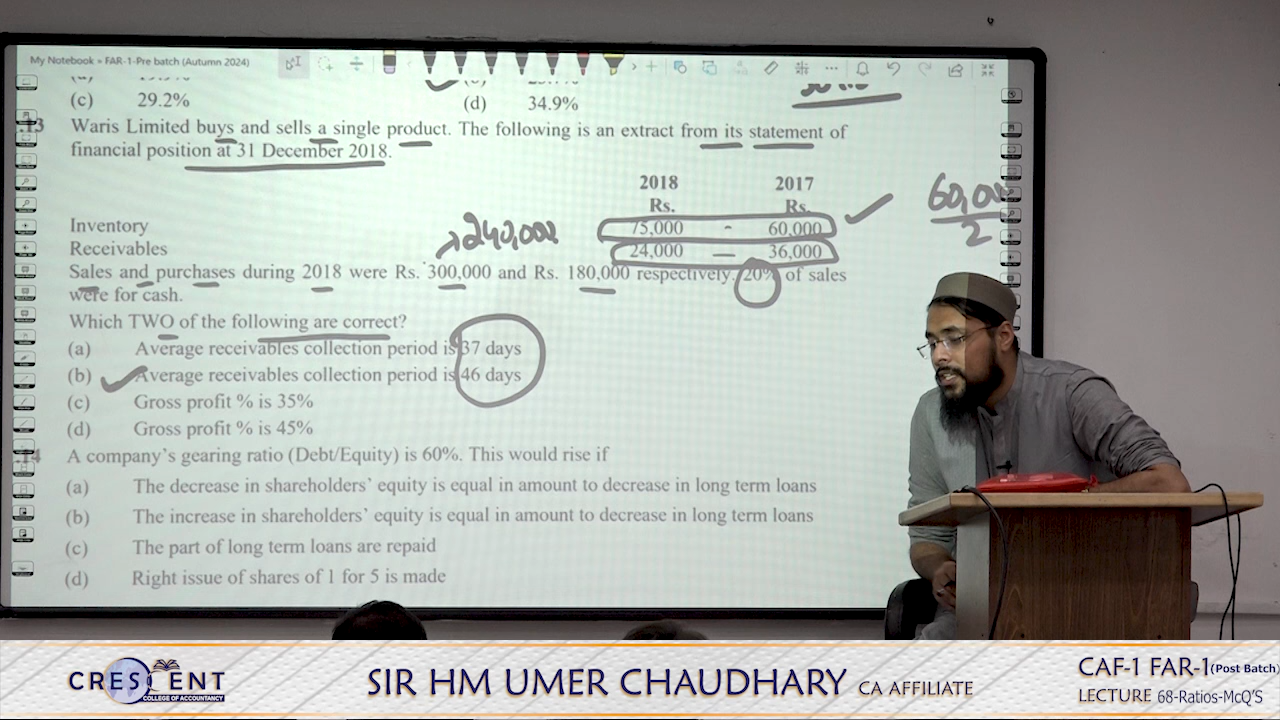 My Notebook » FAR-1-Pre batch (Autumn 2024)
(c) 29.2% (d) 34.9%
.13 Waris Limited buys and sells a single product. The following is an extract from its statement of
financial position at 31 December 2018.
2018 2017
Rs. Rs.
60,000
2
Inventory 75,000 - 60,000
240,000
Receivables 24,000 — 36,000
Sales and purchases during 2018 were Rs. 300,000 and Rs. 180,000 respectively. 20% of sales
were for cash.
Which TWO of the following are correct?
(a) Average receivables collection period is 37 days
(b) Average receivables collection period is 46 days
(c) Gross profit % is 35%
(d) Gross profit % is 45%
.14 A company's gearing ratio (Debt/Equity) is 60%. This would rise if
(a) The decrease in shareholders' equity is equal in amount to decrease in long term loans
(b) The increase in shareholders' equity is equal in amount to decrease in long term loans
(c) The part of long term loans are repaid
(d) Right issue of shares of 1 for 5 is made
CRESCENT
COLLEGE OF ACCOUNTANCY
SIR HM UMER CHAUDHARY CA AFFILIATE
CAF-1 FAR-1(Post Batch)
LECTURE 68-Ratios-McQ'S